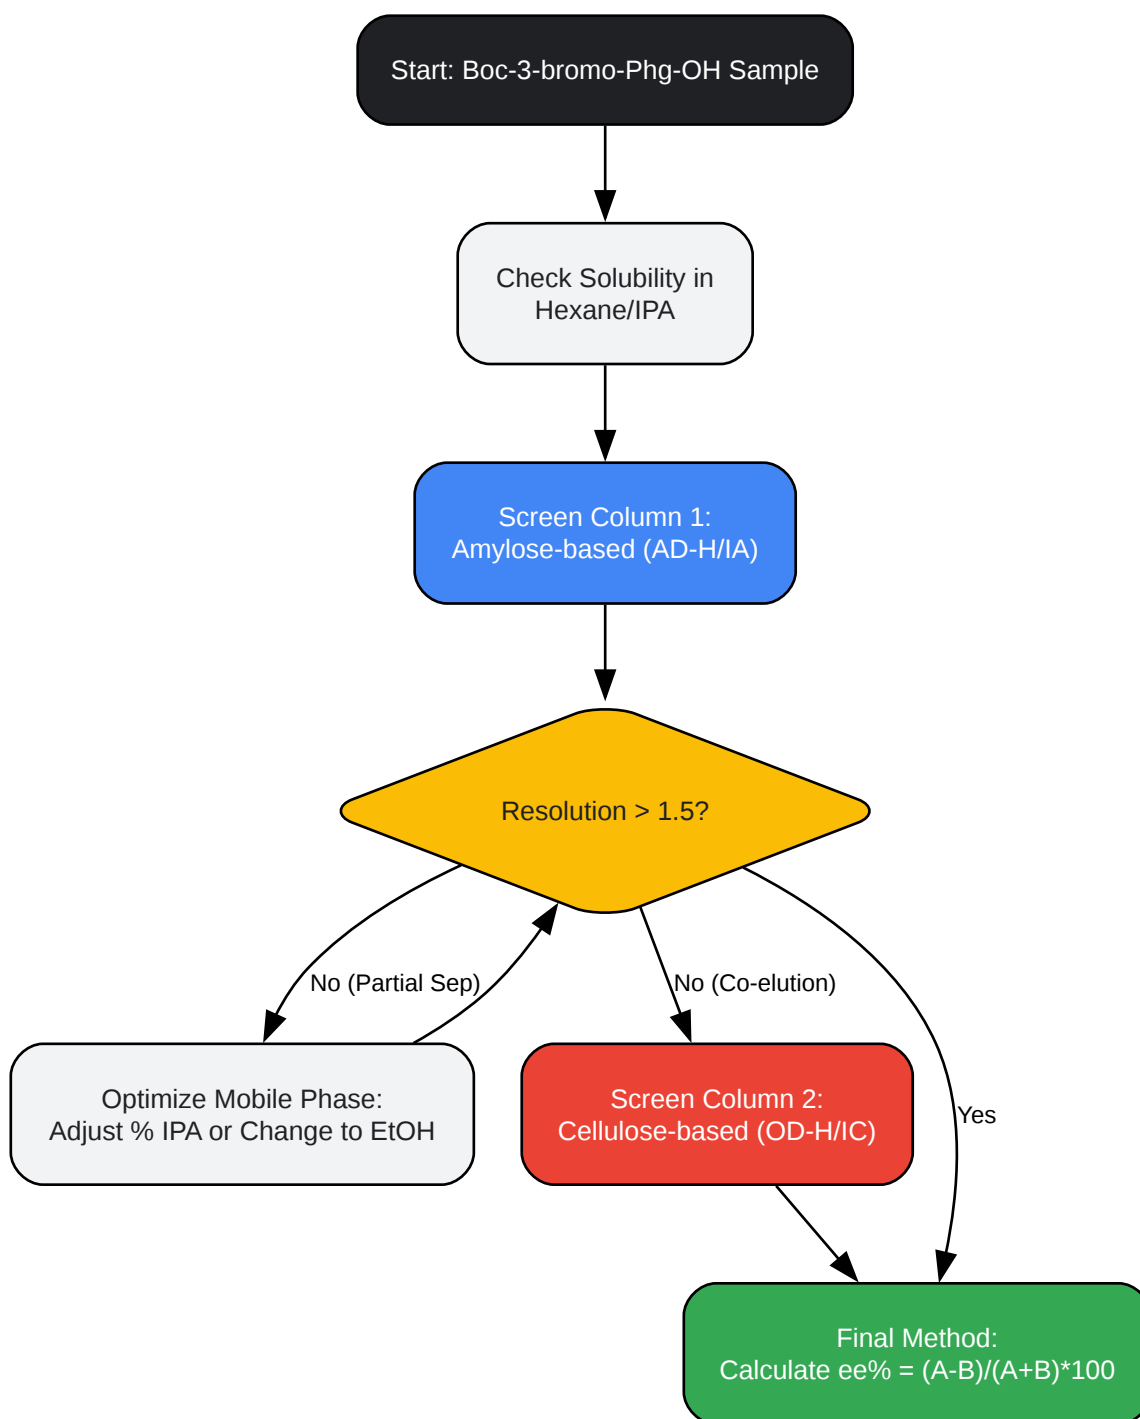 Start: Boc-3-bromo-Phg-OH Sample
Check Solubility in
Hexane/IPA
Screen Column 1:
Amylose-based (AD-H/IA)
Resolution > 1.5?
No (Partial Sep)
No (Co-elution)
Optimize Mobile Phase:
Adjust % IPA or Change to EtOH
Screen Column 2:
Cellulose-based (OD-H/IC)
Yes
Final Method:
Calculate ee% = (A-B)/(A+B)*100